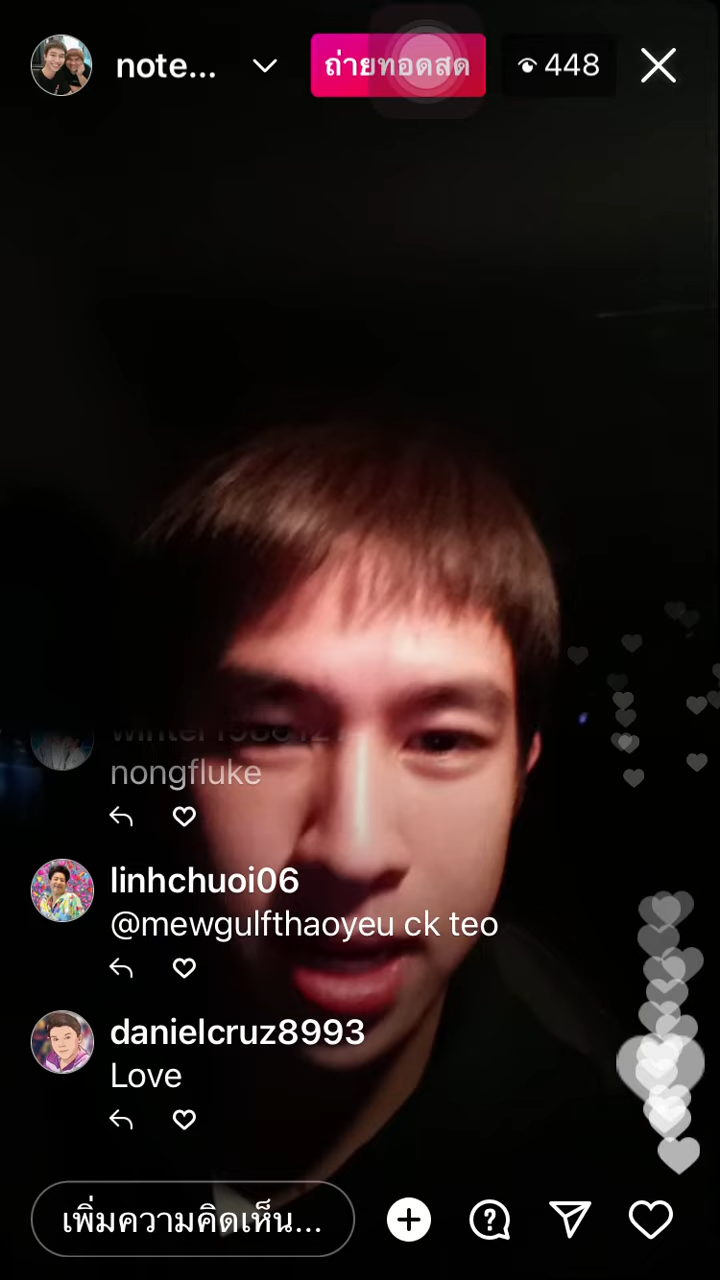 note...
ถ่ายทอดสด
448
winter1988127
nongfluke
linhchuoi06
@mewgulfthaoyeu ck teo
danielcruz8993
Love
เพิ่มความคิดเห็น...